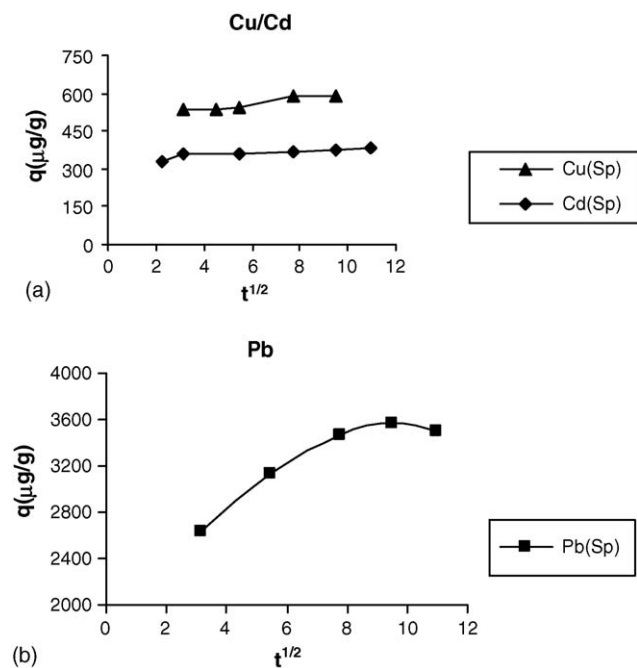 Cu/Cd
750
600
450
300
150
0
q(μg/g)
0 2 4 6 8 10 12
t1/2
(a)
Cu(Sp)
Cd(Sp)
Pb
4000
3600
3200
2800
2400
2000
q(μg/g)
0 2 4 6 8 10 12
t1/2
(b)
Pb(Sp)